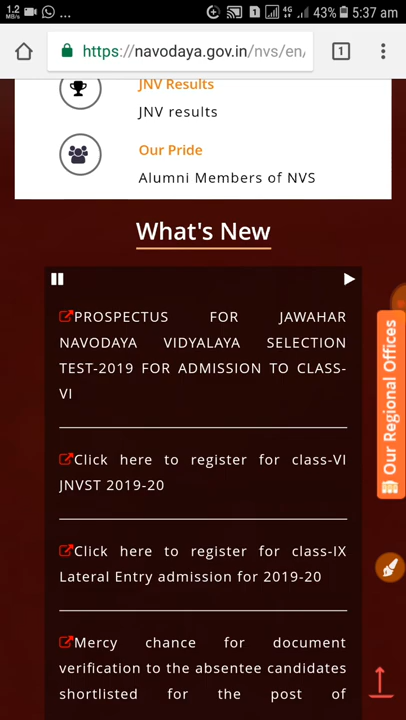 1.2 MB/s ... 1 4G 43% 5:37 am
https://navodaya.gov.in/nvs/en/ 1
JNV Results
JNV results
Our Pride
Alumni Members of NVS
What's New
PROSPECTUS FOR JAWAHAR
NAVODAYA VIDYALAYA SELECTION
TEST-2019 FOR ADMISSION TO CLASS-
VI
Click here to register for class-VI
JNVST 2019-20
Click here to register for class-IX
Lateral Entry admission for 2019-20
Mercy chance for document
verification to the absentee candidates
shortlisted for the post of
Our Regional Offices